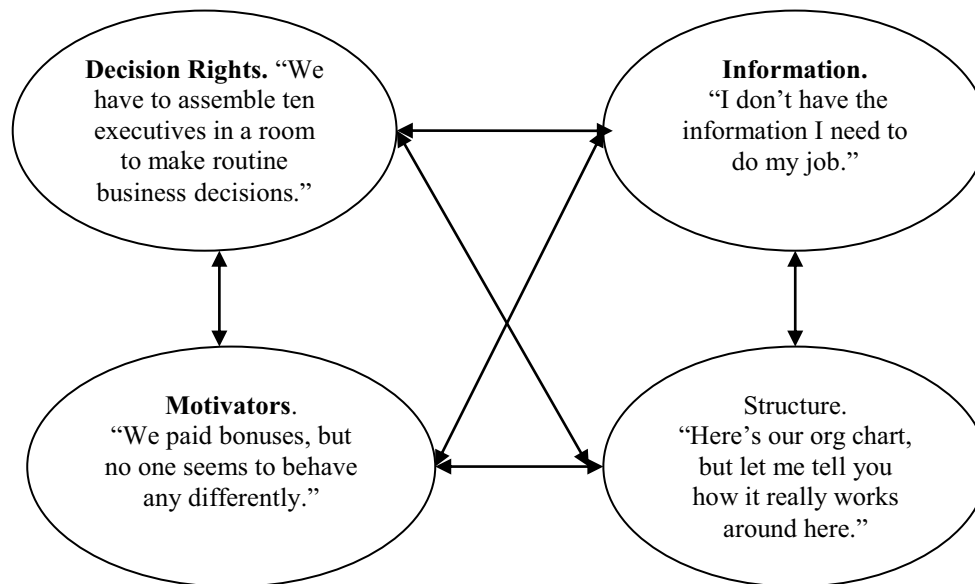 Decision Rights. “We
have to assemble ten
executives in a room
to make routine
business decisions.”
Information.
“I don’t have the
information I need to
do my job.”
Motivators.
“We paid bonuses, but
no one seems to behave
any differently.”
Structure.
“Here’s our org chart,
but let me tell you
how it really works
around here.”